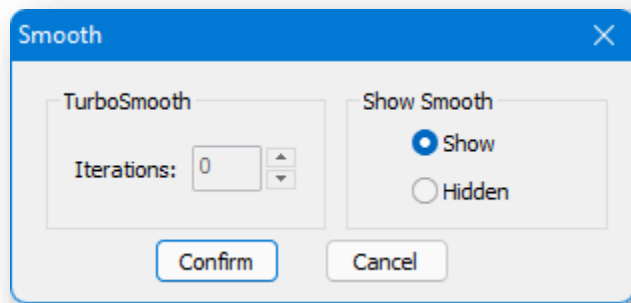 Smooth
TurboSmooth
Iterations: 0
Show Smooth
Show
Hidden
Confirm
Cancel